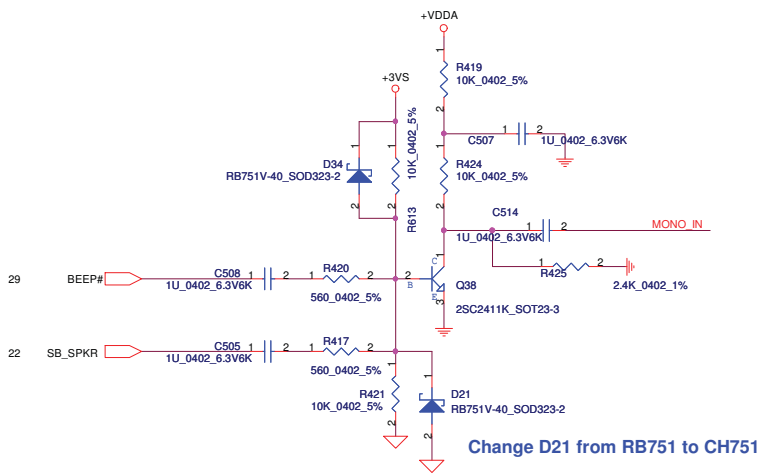 +VDDA
1
R419
10K_0402_5%
2
+3VS
1
C507
1 2
1U_0402_6.3V6K
1
D34
RB751V-40_SOD323-2
2
1
10K_0402_5%
2
R613
1
R424
10K_0402_5%
2
C514
1 2
1U_0402_6.3V6K
MONO_IN
1 2
R425
2.4K_0402_1%
29
BEEP#
C508
1 2
1U_0402_6.3V6K
R420
1 2
560_0402_5%
2
B
C
1
E
3
Q38
2SC2411K_SOT23-3
22
SB_SPKR
C505
1 2
1U_0402_6.3V6K
R417
1 2
560_0402_5%
1
R421
10K_0402_5%
2
1
D21
RB751V-40_SOD323-2
2
Change D21 from RB751 to CH751